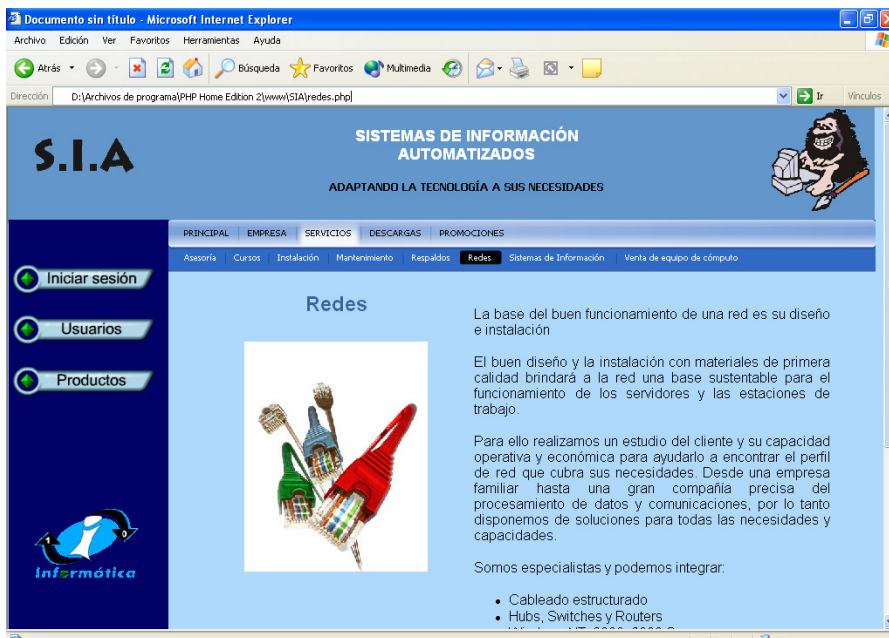 Documento sin título - Microsoft Internet Explorer
Archivo Edición Ver Favoritos Herramientas Ayuda
Atrás Búsqueda Favoritos Multimedia
Dirección D:\Archivos de programa\PHP Home Edition 2\www\SIA\redes.php Ir Vínculos
S.I.A
SISTEMAS DE INFORMACIÓN
AUTOMATIZADOS
ADAPTANDO LA TECNOLOGÍA A SUS NECESIDADES
PRINCIPAL EMPRESA SERVICIOS DESCARGAS PROMOCIONES
Asesoría Cursos Instalación Mantenimiento Respaldos Redes Sistemas de Información Venta de equipo de cómputo
Iniciar sesión
Usuarios
Productos
1 0
informática
Redes
La base del buen funcionamiento de una red es su diseño
e instalación
El buen diseño y la instalación con materiales de primera
calidad brindará a la red una base sustentable para el
funcionamiento de los servidores y las estaciones de
trabajo.
Para ello realizamos un estudio del cliente y su capacidad
operativa y económica para ayudarlo a encontrar el perfil
de red que cubra sus necesidades. Desde una empresa
familiar hasta una gran compañía precisa del
procesamiento de datos y comunicaciones, por lo tanto
disponemos de soluciones para todas las necesidades y
capacidades.
Somos especialistas y podemos integrar:
• Cableado estructurado
• Hubs, Switches y Routers